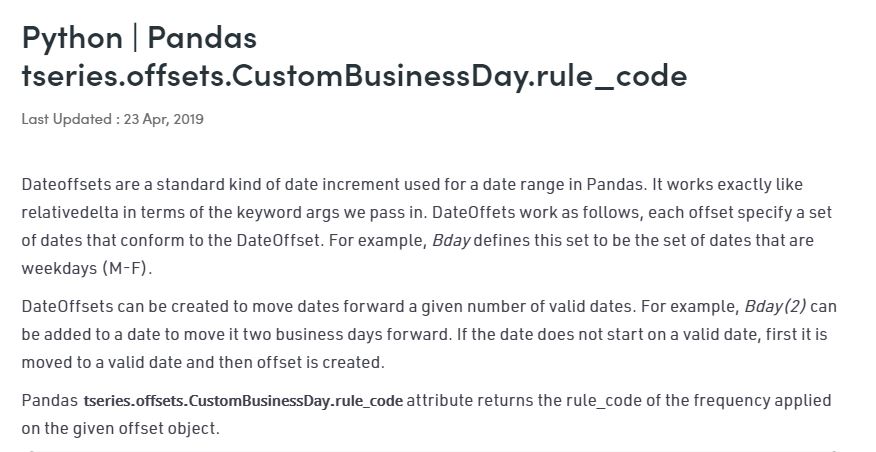 Python | Pandas
tseries.offsets.CustomBusinessDay.rule_code
Last Updated : 23 Apr, 2019
Dateoffsets are a standard kind of date increment used for a date range in Pandas. It works exactly like
relativedelta in terms of the keyword args we pass in. DateOffets work as follows, each offset specify a set
of dates that conform to the DateOffset. For example, Bday defines this set to be the set of dates that are
weekdays (M-F).
DateOffsets can be created to move dates forward a given number of valid dates. For example, Bday(2) can
be added to a date to move it two business days forward. If the date does not start on a valid date, first it is
moved to a valid date and then offset is created.
Pandas tseries.offsets.CustomBusinessDay.rule_code attribute returns the rule_code of the frequency applied
on the given offset object.